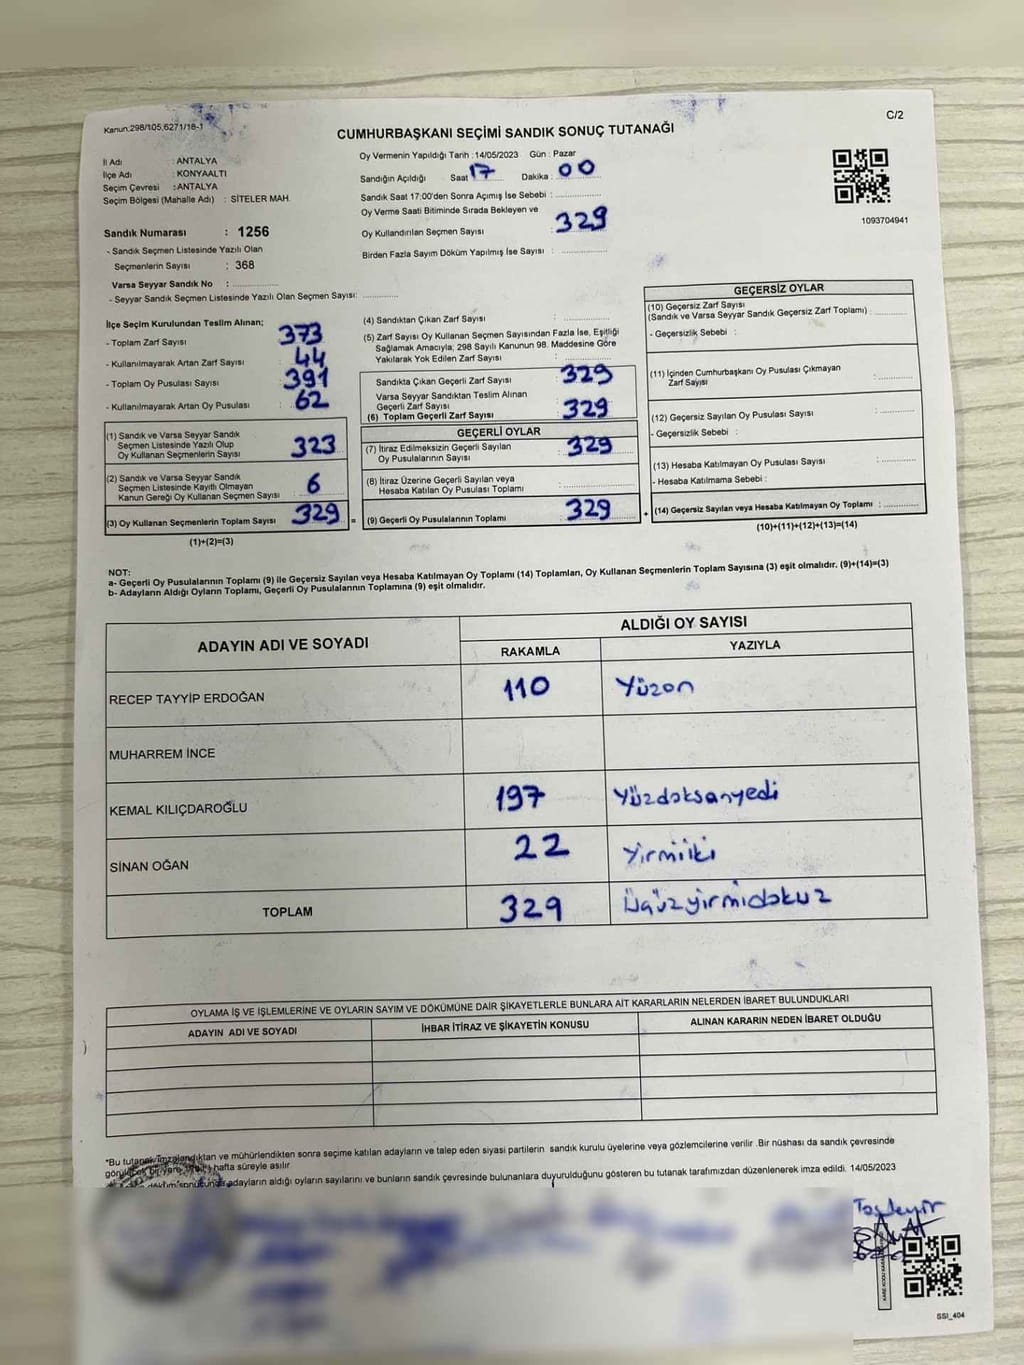 Kanun:298/105,6271/18-1
C/2
CUMHURBAŞKANI SEÇİMİ SANDIK SONUÇ TUTANAĞI
İl Adı : ANTALYA
İlçe Adı : KONYAALTI
Seçim Çevresi : ANTALYA
Seçim Bölgesi (Mahalle Adı) : SİTELER MAH.
Sandık Numarası : 1256
- Sandık Seçmen Listesinde Yazılı Olan
Seçmenlerin Sayısı : 368
Varsa Seyyar Sandık No :
- Seyyar Sandık Seçmen Listesinde Yazılı Olan Seçmen Sayısı:
Oy Vermenin Yapıldığı Tarih :14/05/2023 Gün : Pazar
Sandığın Açıldığı Saat 17 Dakika : 00
Sandık Saat 17:00'den Sonra Açımış İse Sebebi :
Oy Verme Saati Bitiminde Sırada Bekleyen ve
Oy Kullandırılan Seçmen Sayısı : 329
Birden Fazla Sayım Döküm Yapılmış İse Sayısı :
1093704941
İlçe Seçim Kurulundan Teslim Alınan;
- Toplam Zarf Sayısı : 373
- Kullanılmayarak Artan Zarf Sayısı : 44
- Toplam Oy Pusulası Sayısı : 391
- Kullanılmayarak Artan Oy Pusulası : 62
(1) Sandık ve Varsa Seyyar Sandık
Seçmen Listesinde Yazılı Olup
Oy Kullanan Seçmenlerin Sayısı 323
(2) Sandık ve Varsa Seyyar Sandık
Seçmen Listesinde Kayıtlı Olmayan
Kanun Gereği Oy Kullanan Seçmen Sayısı 6
(3) Oy Kullanan Seçmenlerin Toplam Sayısı 329 =
(1)+(2)=(3)
(4) Sandıktan Çıkan Zarf Sayısı :
(5) Zarf Sayısı Oy Kullanan Seçmen Sayısından Fazla İse, Eşitliği
Sağlamak Amacıyla; 298 Sayılı Kanunun 98. Maddesine Göre
Yakılarak Yok Edilen Zarf Sayısı :
Sandıkta Çıkan Geçerli Zarf Sayısı : 329
Varsa Seyyar Sandıktan Teslim Alınan
Geçerli Zarf Sayısı
(6) Toplam Geçerli Zarf Sayısı : 329
GEÇERLİ OYLAR
(7) İtiraz Edilmeksizin Geçerli Sayılan
Oy Pusulalarının Sayısı : 329
(8) İtiraz Üzerine Geçerli Sayılan veya
Hesaba Katılan Oy Pusulası Toplamı :
(9) Geçerli Oy Pusulalarının Toplamı : 329 +
GEÇERSİZ OYLAR
(10) Geçersiz Zarf Sayısı
(Sandık ve Varsa Seyyar Sandık Geçersiz Zarf Toplamı) :
- Geçersizlik Sebebi :
(11) İçinden Cumhurbaşkanı Oy Pusulası Çıkmayan
Zarf Sayısı :
(12) Geçersiz Sayılan Oy Pusulası Sayısı :
- Geçersizlik Sebebi :
(13) Hesaba Katılmayan Oy Pusulası Sayısı :
- Hesaba Katılmama Sebebi :
(14) Geçersiz Sayılan veya Hesaba Katılmayan Oy Toplamı :
(10)+(11)+(12)+(13)=(14)
NOT:
a- Geçerli Oy Pusulalarının Toplamı (9) ile Geçersiz Sayılan veya Hesaba Katılmayan Oy Toplamı (14) Toplamları, Oy Kullanan Seçmenlerin Toplam Sayısına (3) eşit olmalıdır. (9)+(14)=(3)
b- Adayların Aldığı Oyların Toplamı, Geçerli Oy Pusulalarının Toplamına (9) eşit olmalıdır.
ADAYIN ADI VE SOYADI
ALDIĞI OY SAYISI
RAKAMLA YAZIYLA
RECEP TAYYİP ERDOĞAN 110 Yüzon
MUHARREM İNCE
KEMAL KILIÇDAROĞLU 197 Yüzdoksanyedi
SİNAN OĞAN 22 Yirmiiki
TOPLAM 329 Üçyüzyirmidokuz
OYLAMA İŞ VE İŞLEMLERİNE VE OYLARIN SAYIM VE DÖKÜMÜNE DAİR ŞİKAYETLERLE BUNLARA AİT KARARLARIN NELERDEN İBARET BULUNDUKLARI
ADAYIN ADI VE SOYADI İHBAR İTİRAZ VE ŞİKAYETİN KONUSU ALINAN KARARIN NEDEN İBARET OLDUĞU
*Bu tutanak imzalandıktan ve mühürlendikten sonra seçime katılan adayların ve talep eden siyasi partilerin sandık kurulu üyelerine veya gözlemcilerine verilir .Bir nüshası da sandık çevresinde
görülecek bir yere hafta süreyle asılır.
adayların aldığı oyların sayılarını ve bunların sandık çevresinde bulunanlara duyurulduğunu gösteren bu tutanak tarafımızdan düzenlenerek imza edildi. 14/05/2023
SSI_404